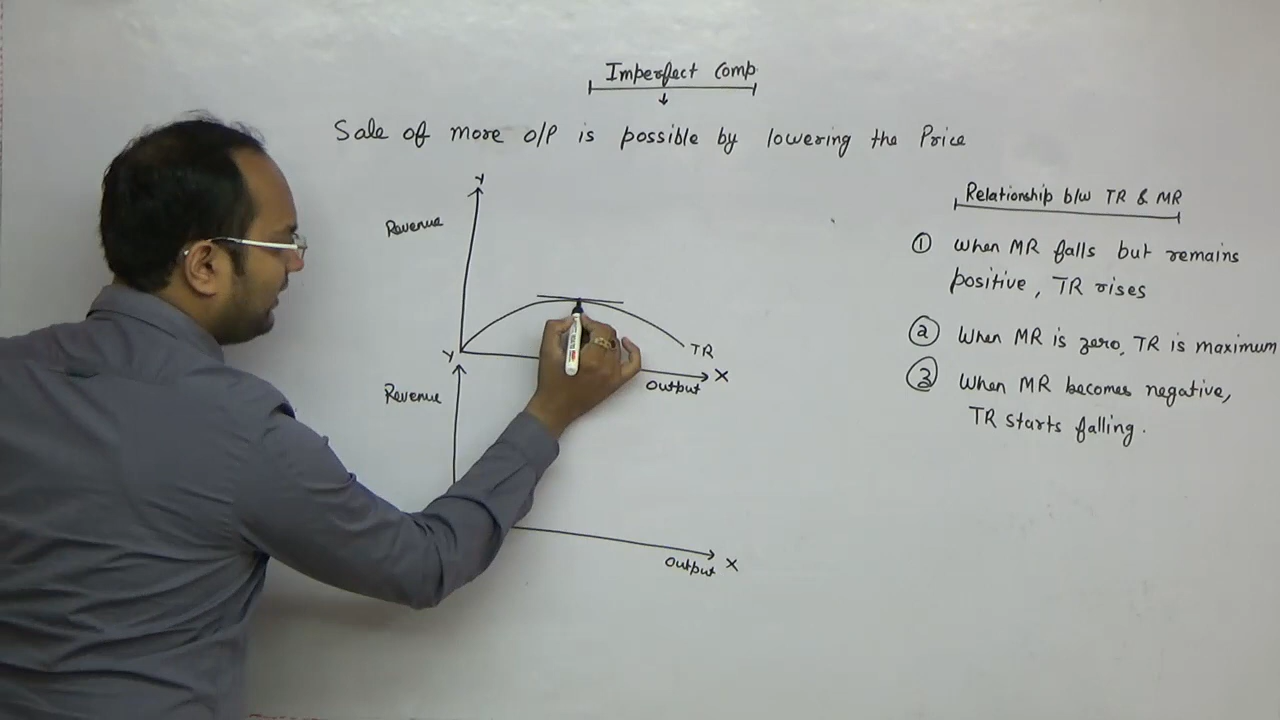 Imperfect Comp.
Sale of more O/P is possible by lowering the Price
Y
Revenue
TR
X
Output
Y
Revenue
Output X
Relationship b/w TR & MR
① When MR falls but remains
positive, TR rises
② When MR is zero, TR is maximum
③ When MR becomes negative,
TR starts falling.